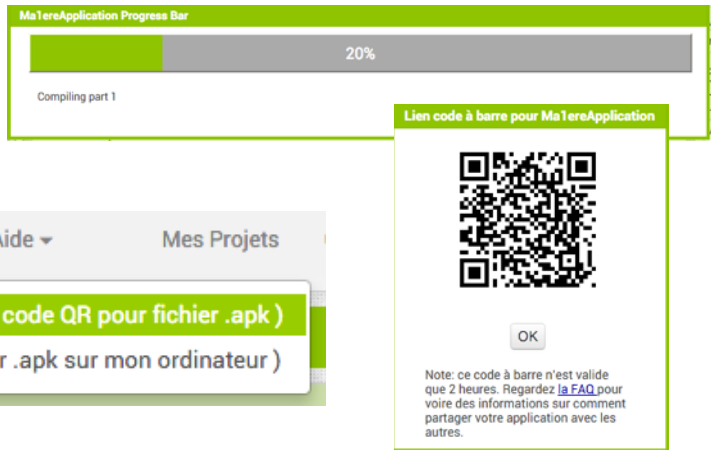 Ma1ereApplication Progress Bar
20%
Compiling part 1
Lien code à barre pour Ma1ereApplication
OK
Note: ce code à barre n'est valide
que 2 heures. Regardez la FAQ pour
voire des informations sur comment
partager votre application avec les
autres.
Aide Mes Projets
code QR pour fichier .apk )
.apk sur mon ordinateur )